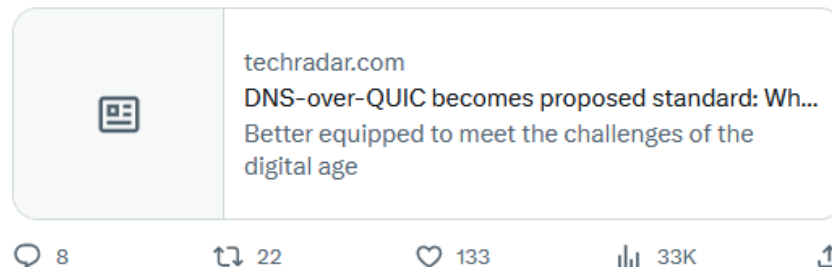 techradar.com
DNS-over-QUIC becomes proposed standard: Wh...
Better equipped to meet the challenges of the
digital age
8 22 133 33K